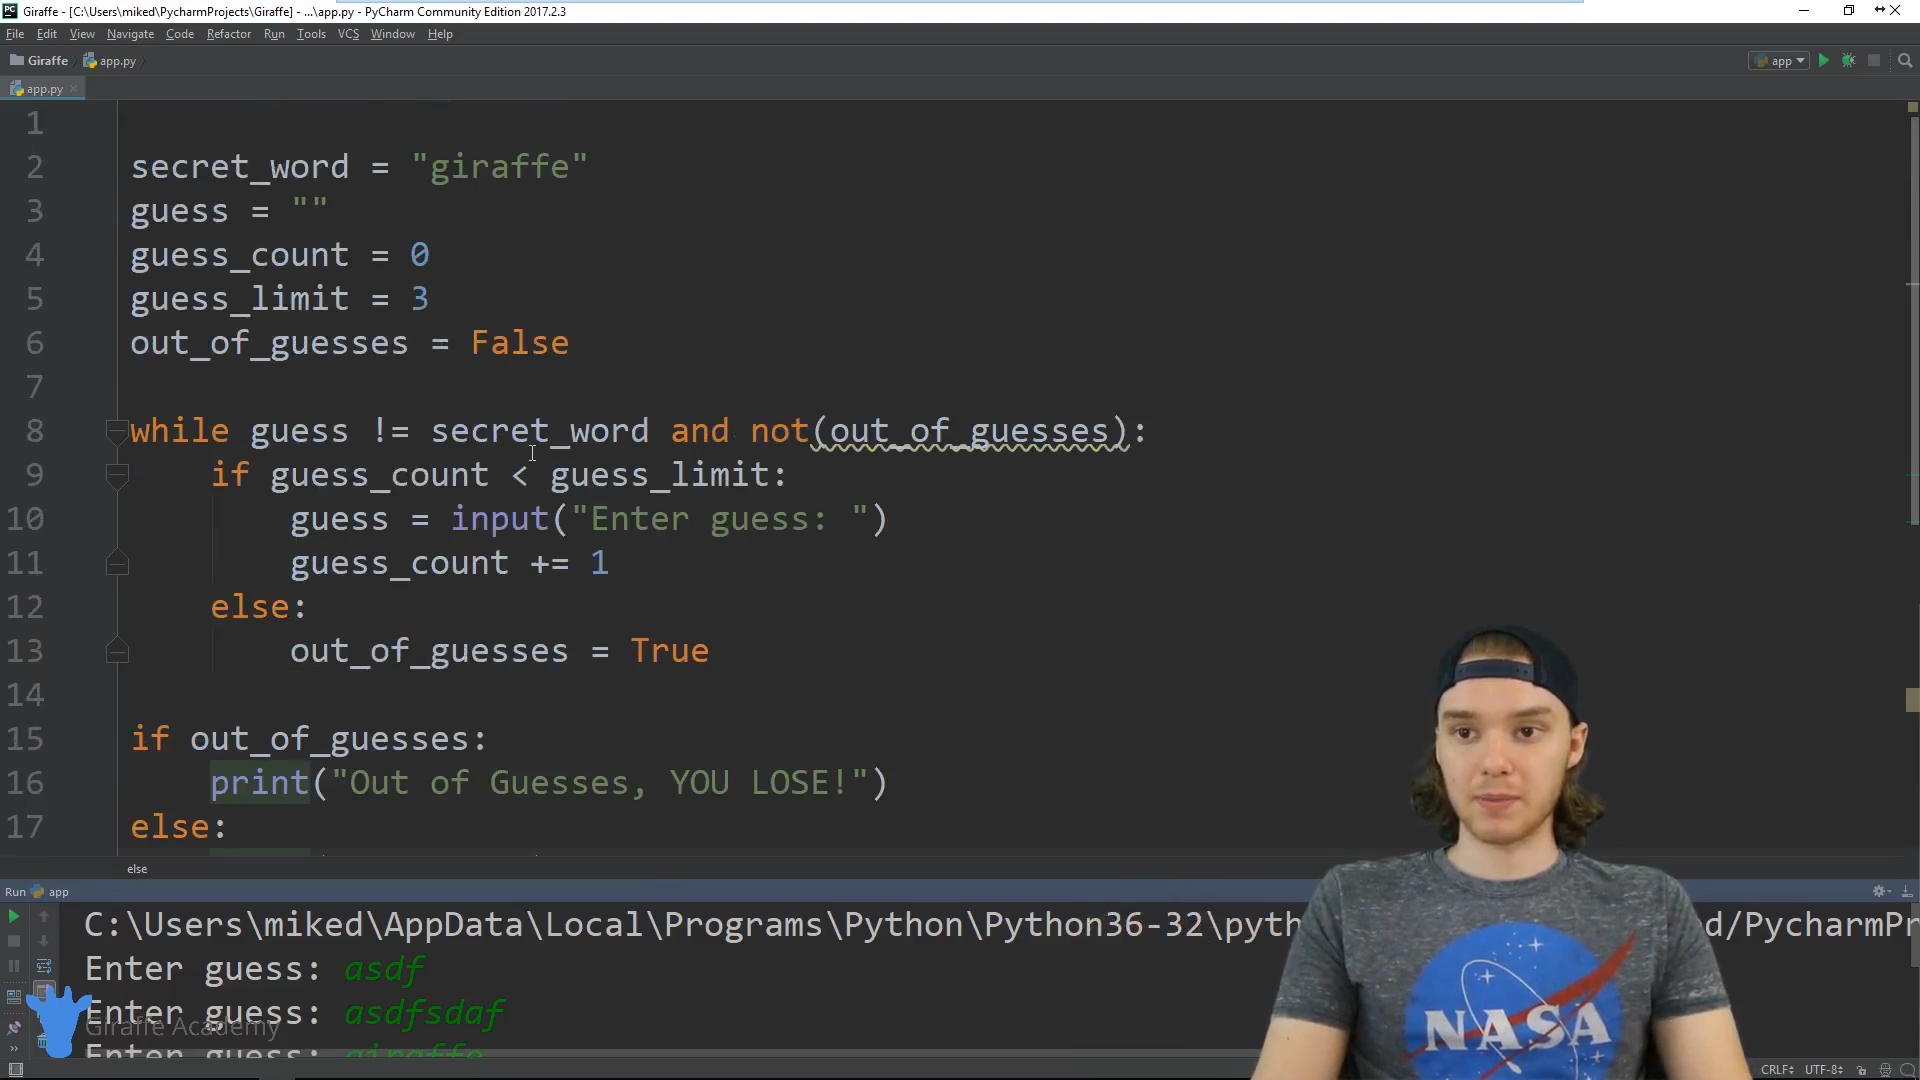 Giraffe - [C:\Users\miked\PycharmProjects\Giraffe] - ...\app.py - PyCharm Community Edition 2017.2.3
File Edit View Navigate Code Refactor Run Tools VCS Window Help
Giraffe app.py app
app.py
1
2 secret_word = "giraffe"
3 guess = ""
4 guess_count = 0
5 guess_limit = 3
6 out_of_guesses = False
7
8 while guess != secret_word and not(out_of_guesses):
9 if guess_count < guess_limit:
10 guess = input("Enter guess: ")
11 guess_count += 1
12 else:
13 out_of_guesses = True
14
15 if out_of_guesses:
16 print("Out of Guesses, YOU LOSE!")
17 else:
else
Run app
C:\Users\miked\AppData\Local\Programs\Python\Python36-32\pyth d/PycharmPr
Enter guess: asdf
Enter guess: asdfsdaf
Giraffe Academy
Enter guess: giraffe
NASA
CRLF UTF-8